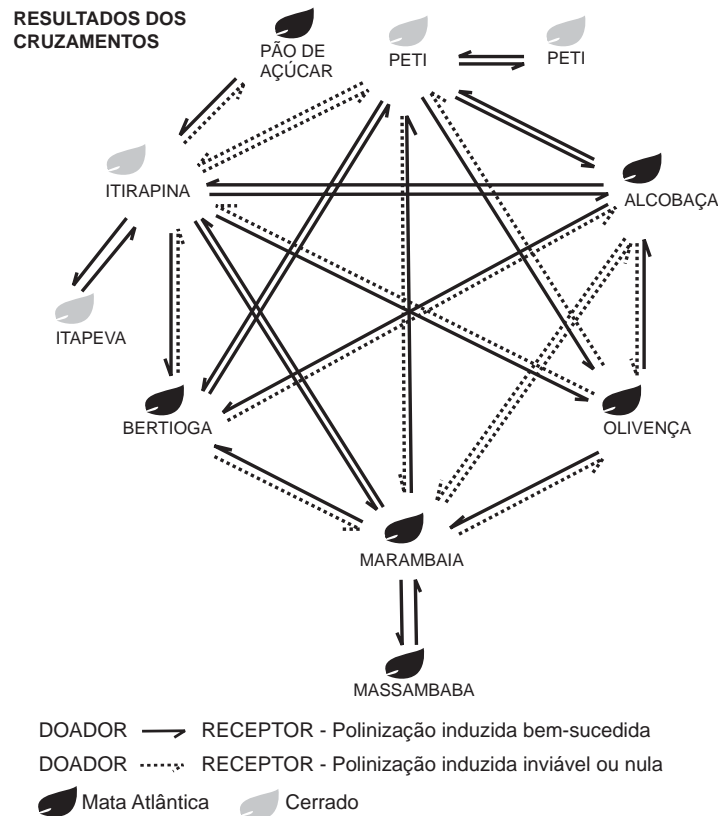 RESULTADOS DOS
CRUZAMENTOS
PÃO DE
AÇÚCAR
PETI
PETI
ITIRAPINA
ALCOBAÇA
ITAPEVA
BERTIOGA
OLIVENÇA
MARAMBAIA
MASSAMBABA
DOADOR RECEPTOR - Polinização induzida bem-sucedida
DOADOR RECEPTOR - Polinização induzida inviável ou nula
Mata Atlântica Cerrado